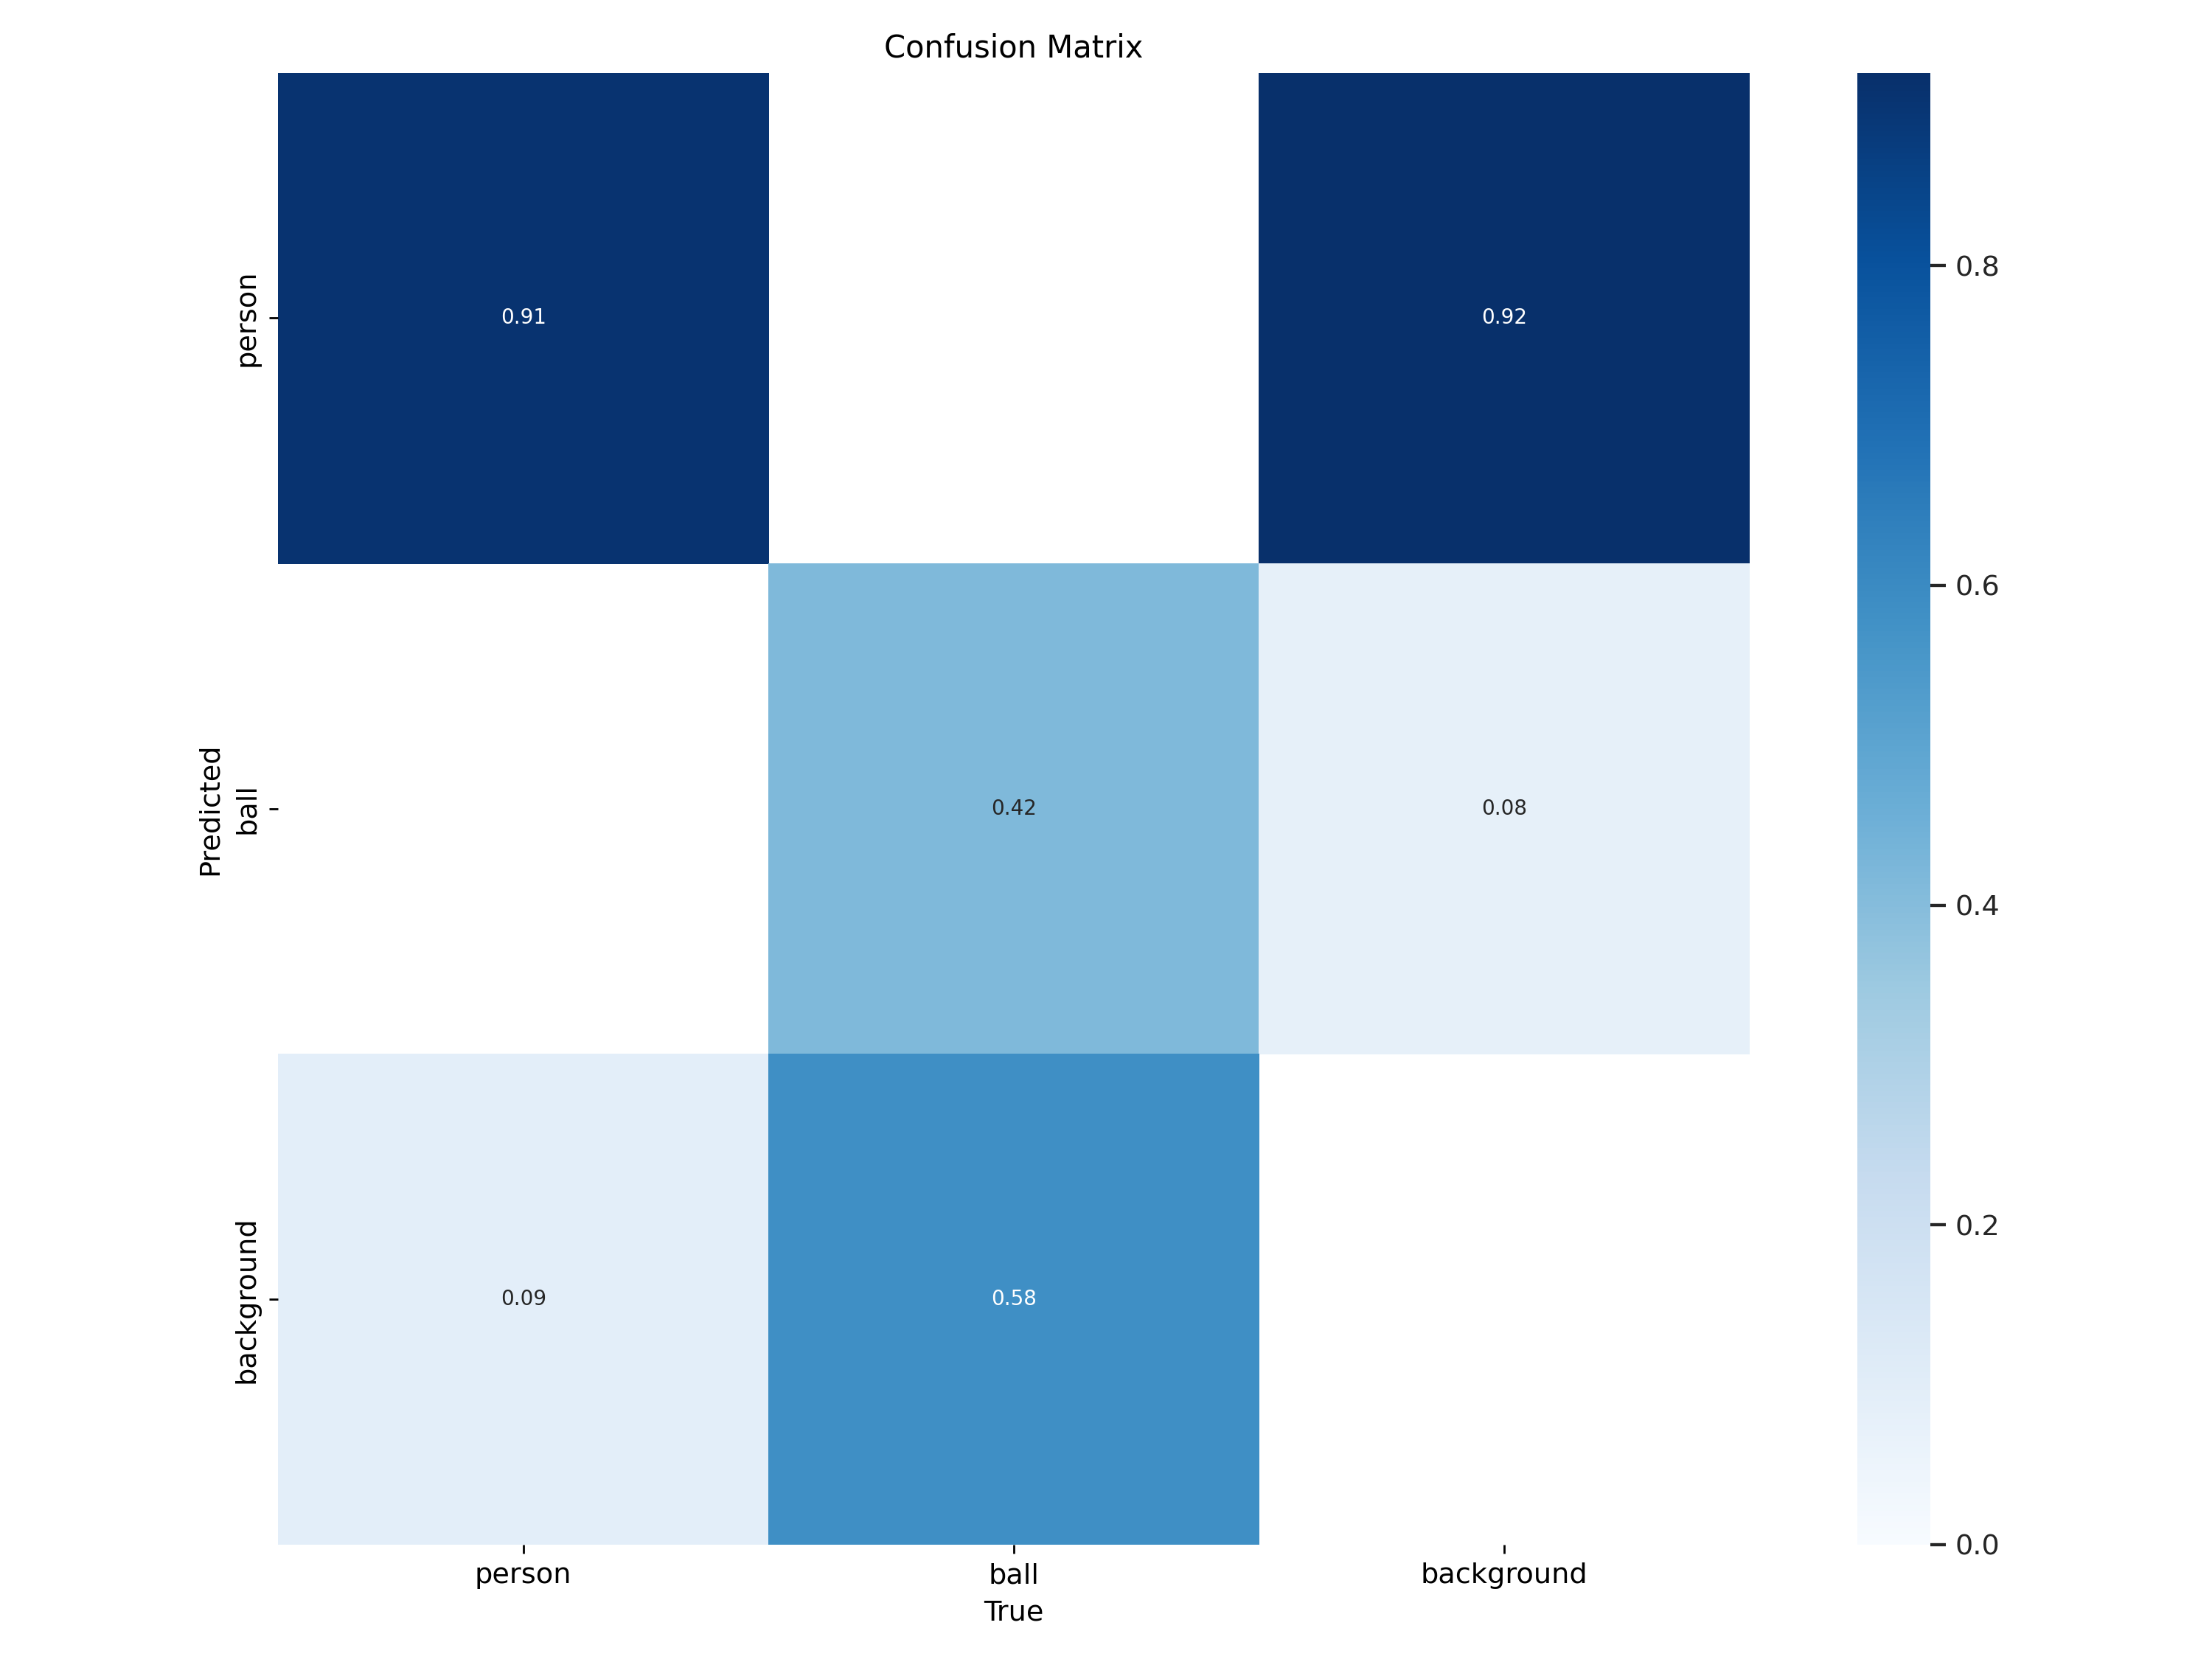 Confusion Matrix
person
0.91
0.92
0.8
0.6
Predicted
ball
0.42
0.08
0.4
background
0.09
0.58
0.2
0.0
person
ball
background
True